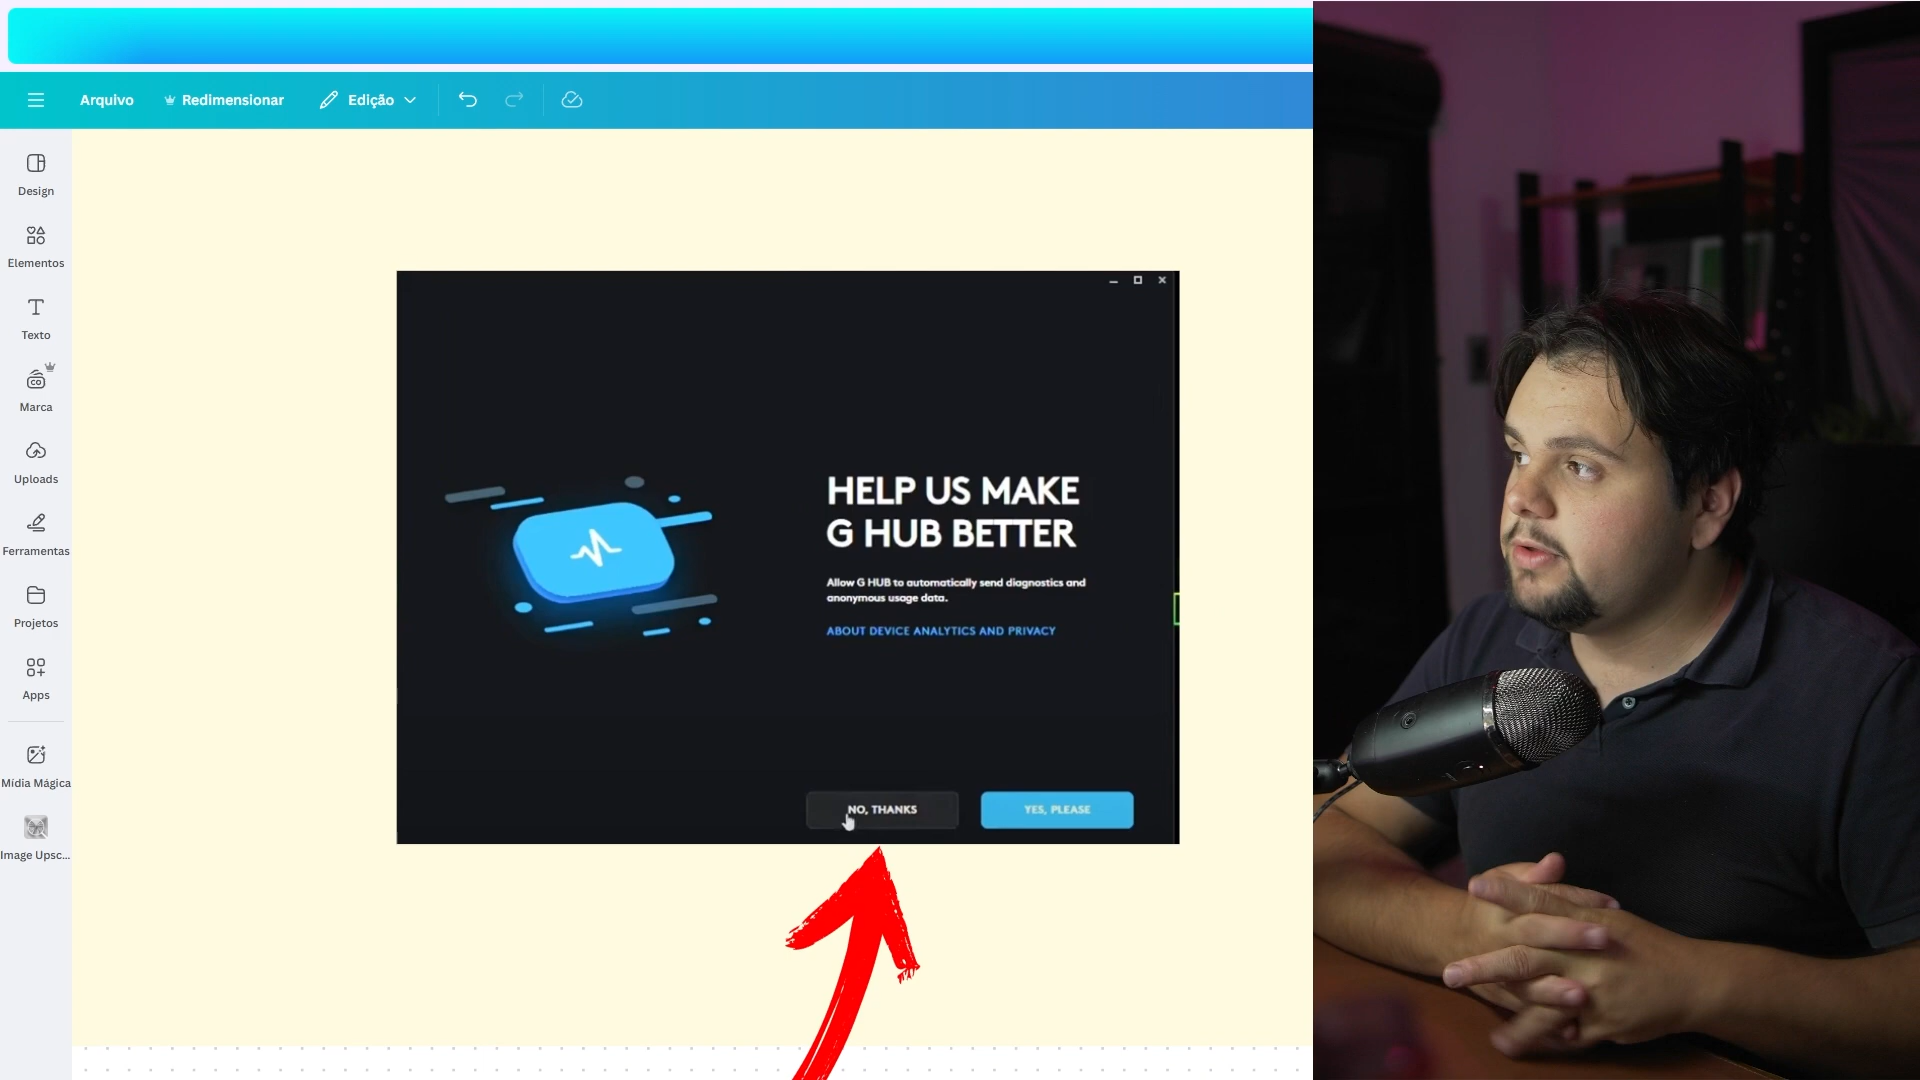 Arquivo
Redimensionar
Edição
Design
Elementos
Texto
CO
Marca
Uploads
Ferramentas
Projetos
Apps
Mídia Mágica
Image Upsc...
HELP US MAKE
G HUB BETTER
Allow G HUB to automatically send diagnostics and
anonymous usage data.
ABOUT DEVICE ANALYTICS AND PRIVACY
NO, THANKS
YES, PLEASE